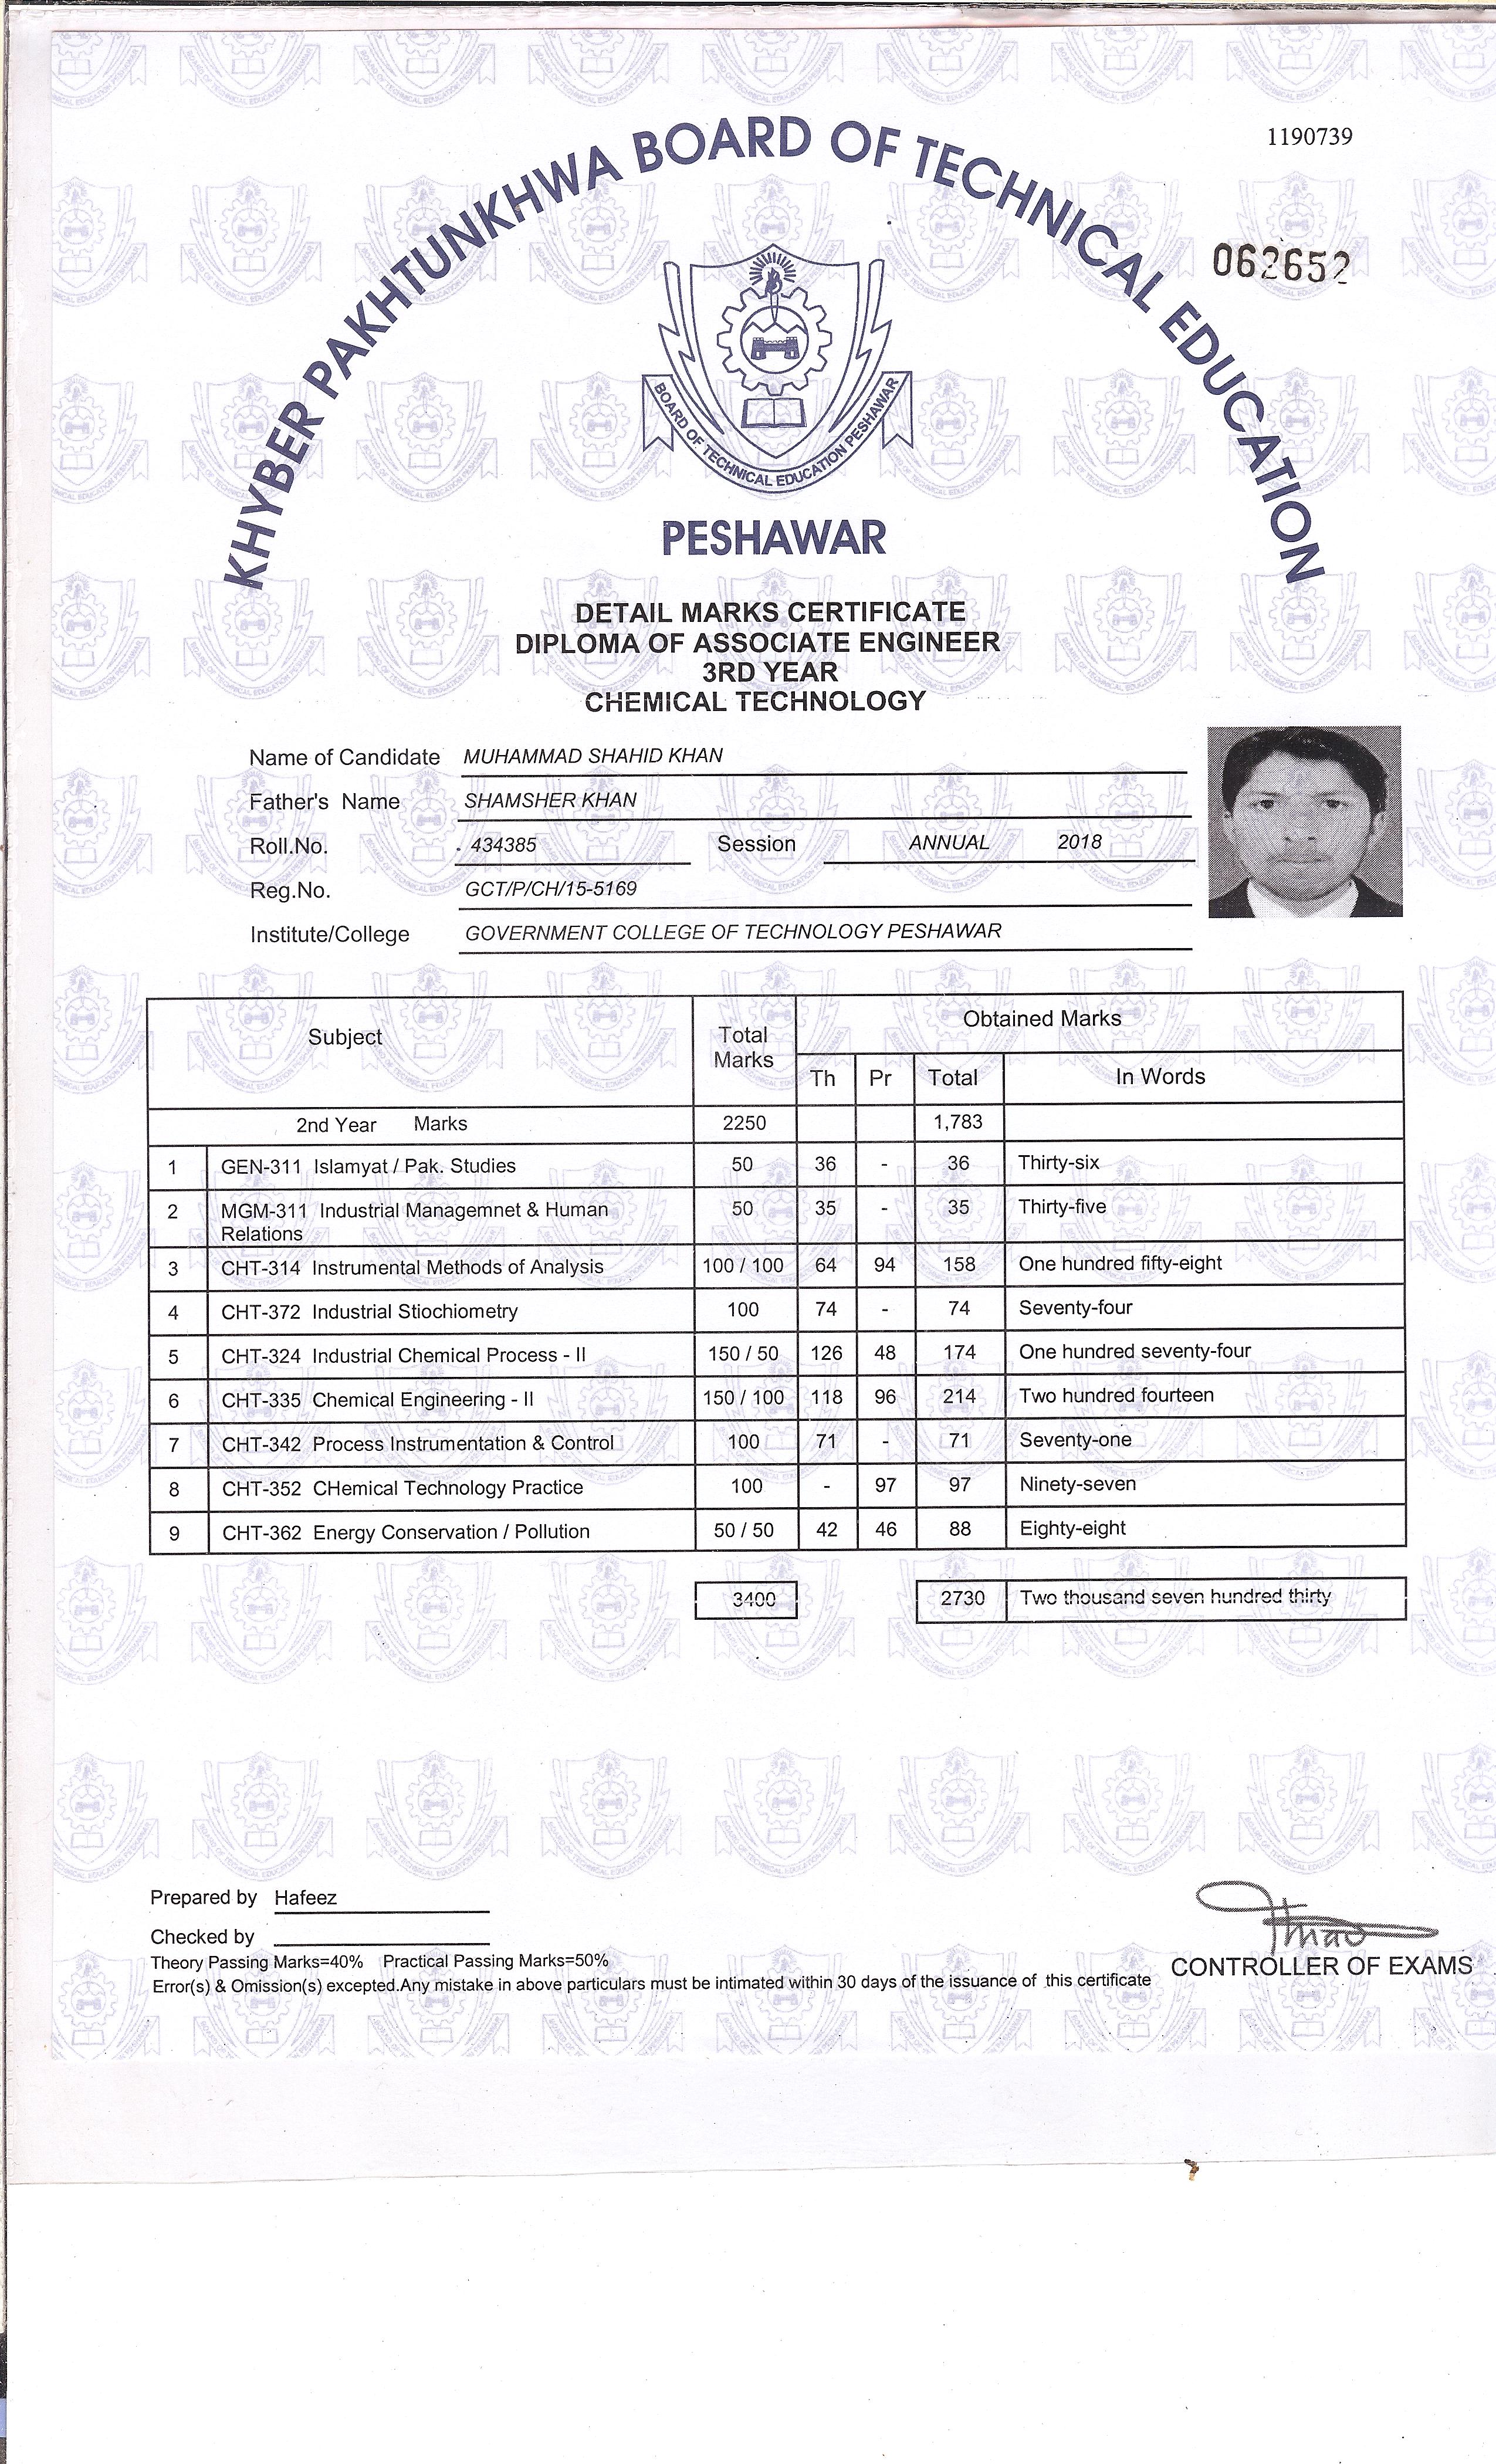 1190739
KHYBER PAKHTUNKHWA BOARD OF TECHNICAL EDUCATION
062652
BOARD OF TECHNICAL EDUCATION PESHAWAR
PESHAWAR
DETAIL MARKS CERTIFICATE
DIPLOMA OF ASSOCIATE ENGINEER
3RD YEAR
CHEMICAL TECHNOLOGY
Name of Candidate MUHAMMAD SHAHID KHAN
Father's Name SHAMSHER KHAN
Roll.No. 434385 Session ANNUAL 2018
Reg.No. GCT/P/CH/15-5169
Institute/College GOVERNMENT COLLEGE OF TECHNOLOGY PESHAWAR
Subject Total Marks Obtained Marks
Th Pr Total In Words
2nd Year Marks 2250 1,783
1 GEN-311 Islamyat / Pak. Studies 50 36 - 36 Thirty-six
2 MGM-311 Industrial Managemnet & Human Relations 50 35 - 35 Thirty-five
3 CHT-314 Instrumental Methods of Analysis 100 / 100 64 94 158 One hundred fifty-eight
4 CHT-372 Industrial Stiochiometry 100 74 - 74 Seventy-four
5 CHT-324 Industrial Chemical Process - II 150 / 50 126 48 174 One hundred seventy-four
6 CHT-335 Chemical Engineering - II 150 / 100 118 96 214 Two hundred fourteen
7 CHT-342 Process Instrumentation & Control 100 71 - 71 Seventy-one
8 CHT-352 CHemical Technology Practice 100 - 97 97 Ninety-seven
9 CHT-362 Energy Conservation / Pollution 50 / 50 42 46 88 Eighty-eight
3400 2730 Two thousand seven hundred thirty
Prepared by Hafeez
Checked by
Theory Passing Marks=40% Practical Passing Marks=50%
Error(s) & Omission(s) excepted.Any mistake in above particulars must be intimated within 30 days of the issuance of this certificate
CONTROLLER OF EXAMS